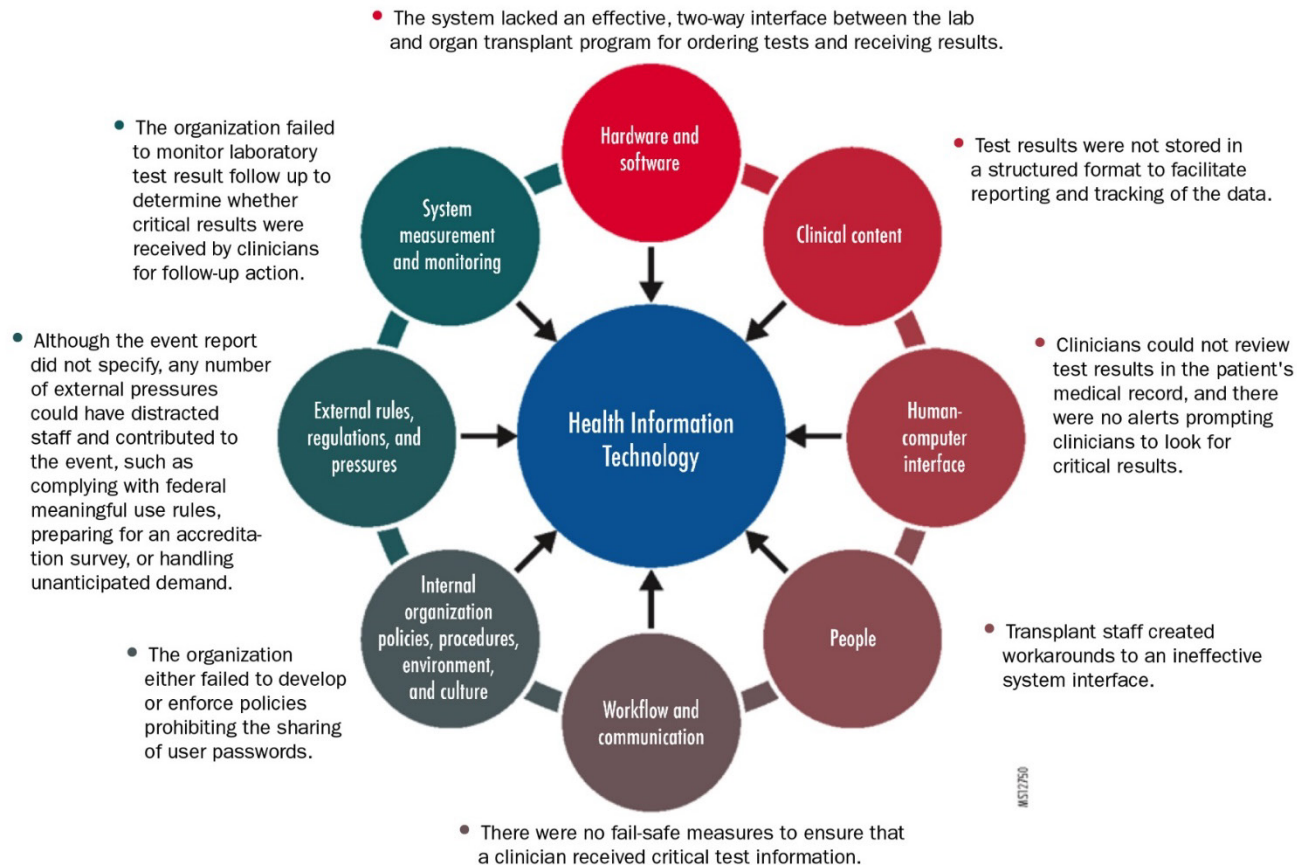 • The system lacked an effective, two-way interface between the lab
and organ transplant program for ordering tests and receiving results.
Hardware and
software
• Test results were not stored in
a structured format to facilitate
reporting and tracking of the data.
Clinical content
• Clinicians could not review
test results in the patient's
medical record, and there
were no alerts prompting
clinicians to look for
critical results.
Human-
computer
interface
• Transplant staff created
workarounds to an ineffective
system interface.
People
Workflow and
communication
• There were no fail-safe measures to ensure that
a clinician received critical test information.
Internal
organization
policies, procedures,
environment,
and culture
• The organization
either failed to develop
or enforce policies
prohibiting the sharing
of user passwords.
External rules,
regulations, and
pressures
• Although the event report
did not specify, any number
of external pressures
could have distracted
staff and contributed to
the event, such as
complying with federal
meaningful use rules,
preparing for an accredita-
tion survey, or handling
unanticipated demand.
System
measurement
and monitoring
• The organization failed
to monitor laboratory
test result follow up to
determine whether
critical results were
received by clinicians
for follow-up action.
Health Information
Technology
MS12750